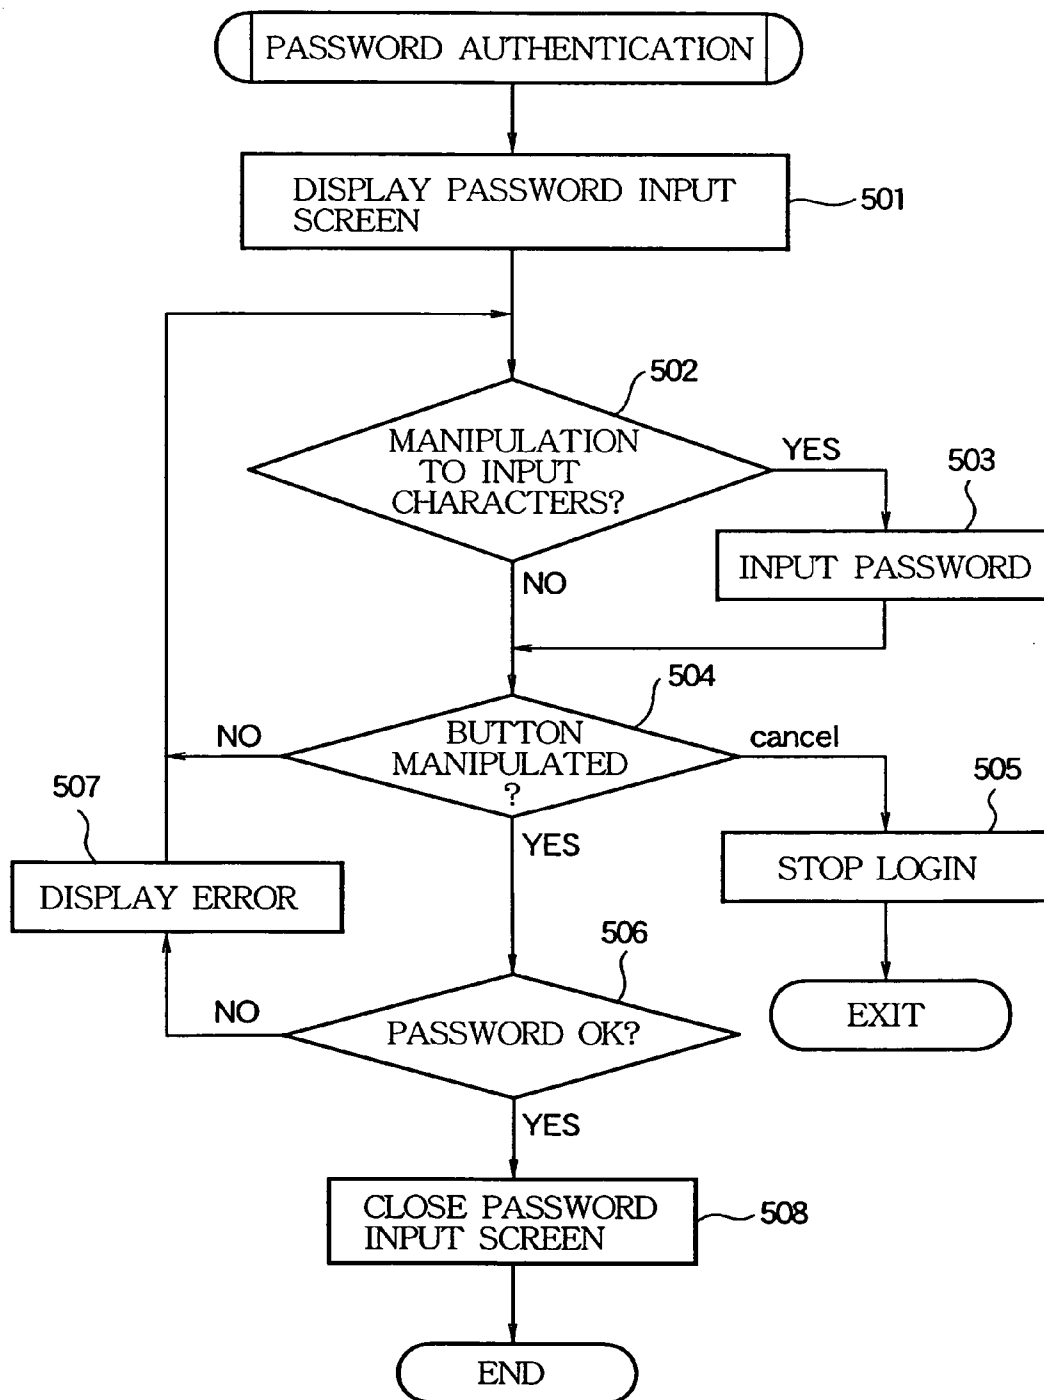 PASSWORD AUTHENTICATION
DISPLAY PASSWORD INPUT
SCREEN
501
502
MANIPULATION
TO INPUT
CHARACTERS?
YES
503
INPUT PASSWORD
NO
504
BUTTON
MANIPULATED
?
NO
cancel
507
505
YES
DISPLAY ERROR
STOP LOGIN
506
NO
PASSWORD OK?
EXIT
YES
CLOSE PASSWORD
INPUT SCREEN
508
END